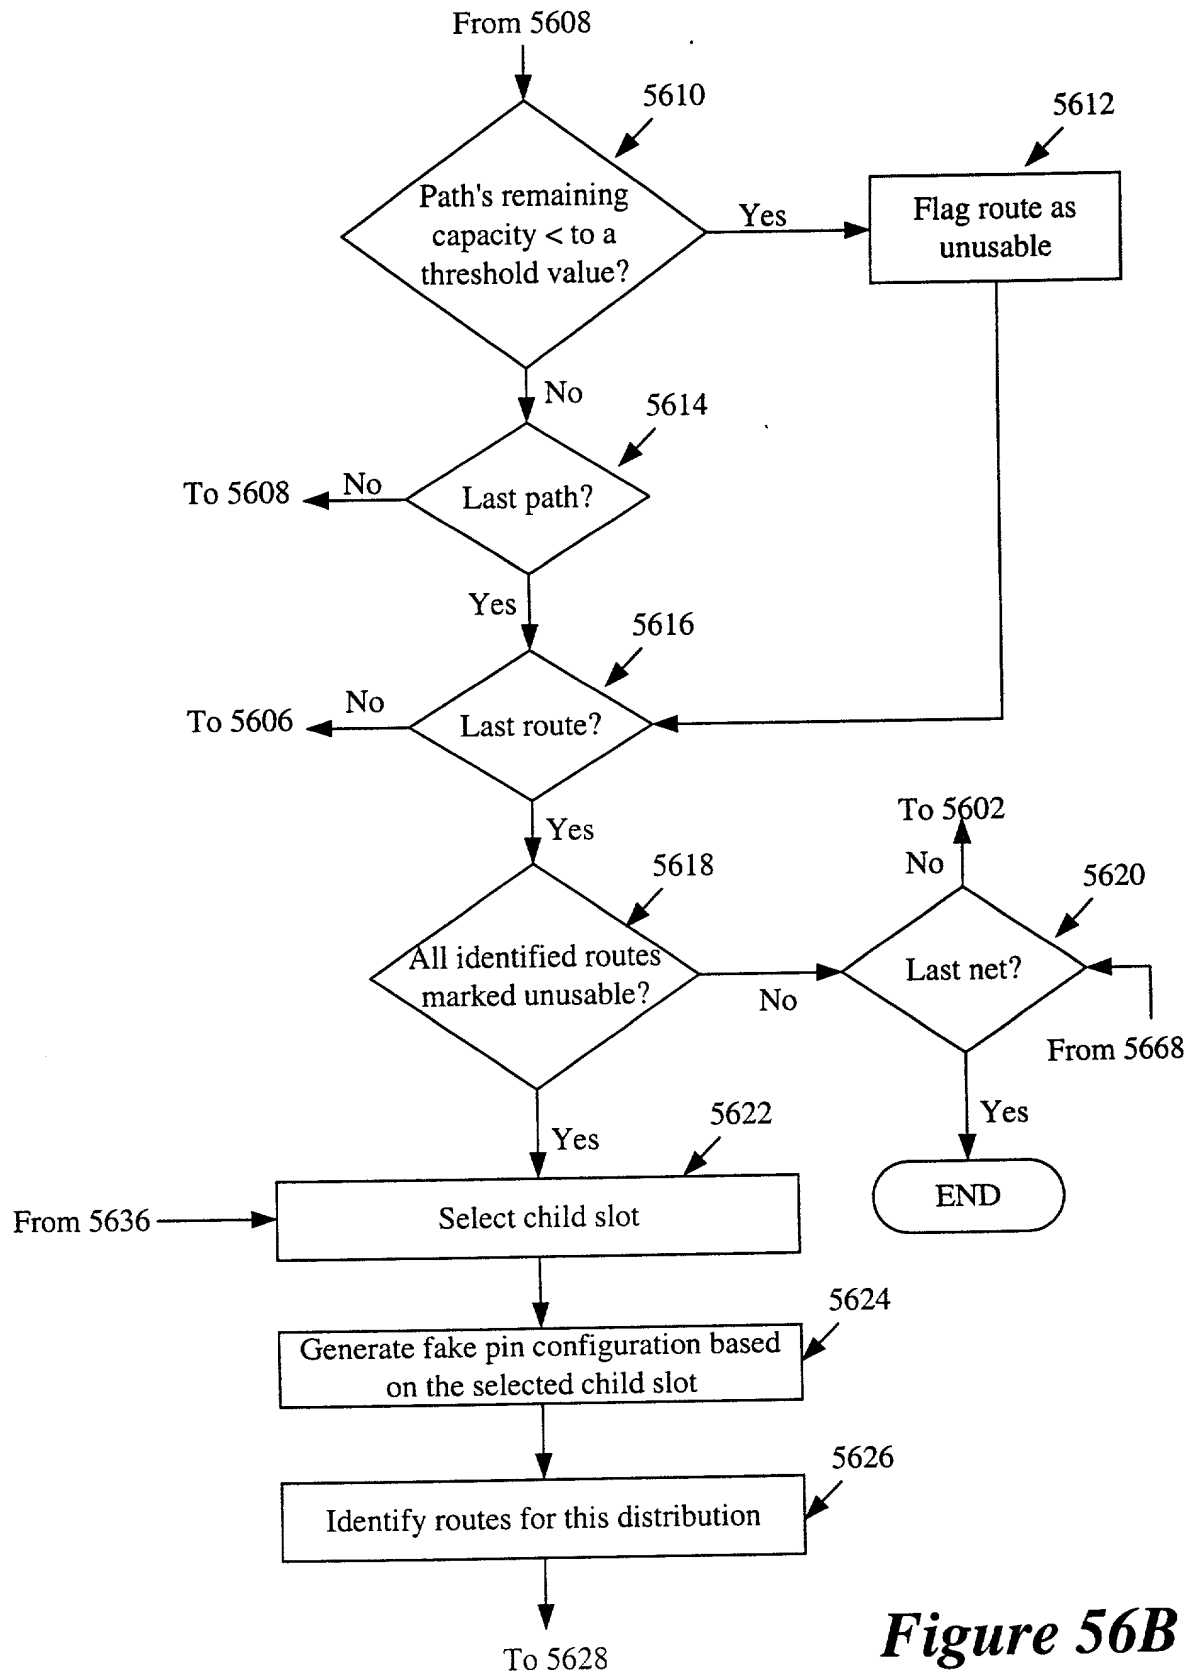 From 5608
5610
5612
Path's remaining
capacity < to a
threshold value?
Yes
Flag route as
unusable
No
5614
To 5608
No
Last path?
Yes
5616
To 5606
No
Last route?
Yes
To 5602
No
5618
5620
All identified routes
marked unusable?
No
Last net?
From 5668
Yes
Yes
5622
END
From 5636
Select child slot
5624
Generate fake pin configuration based
on the selected child slot
5626
Identify routes for this distribution
To 5628
Figure 56B